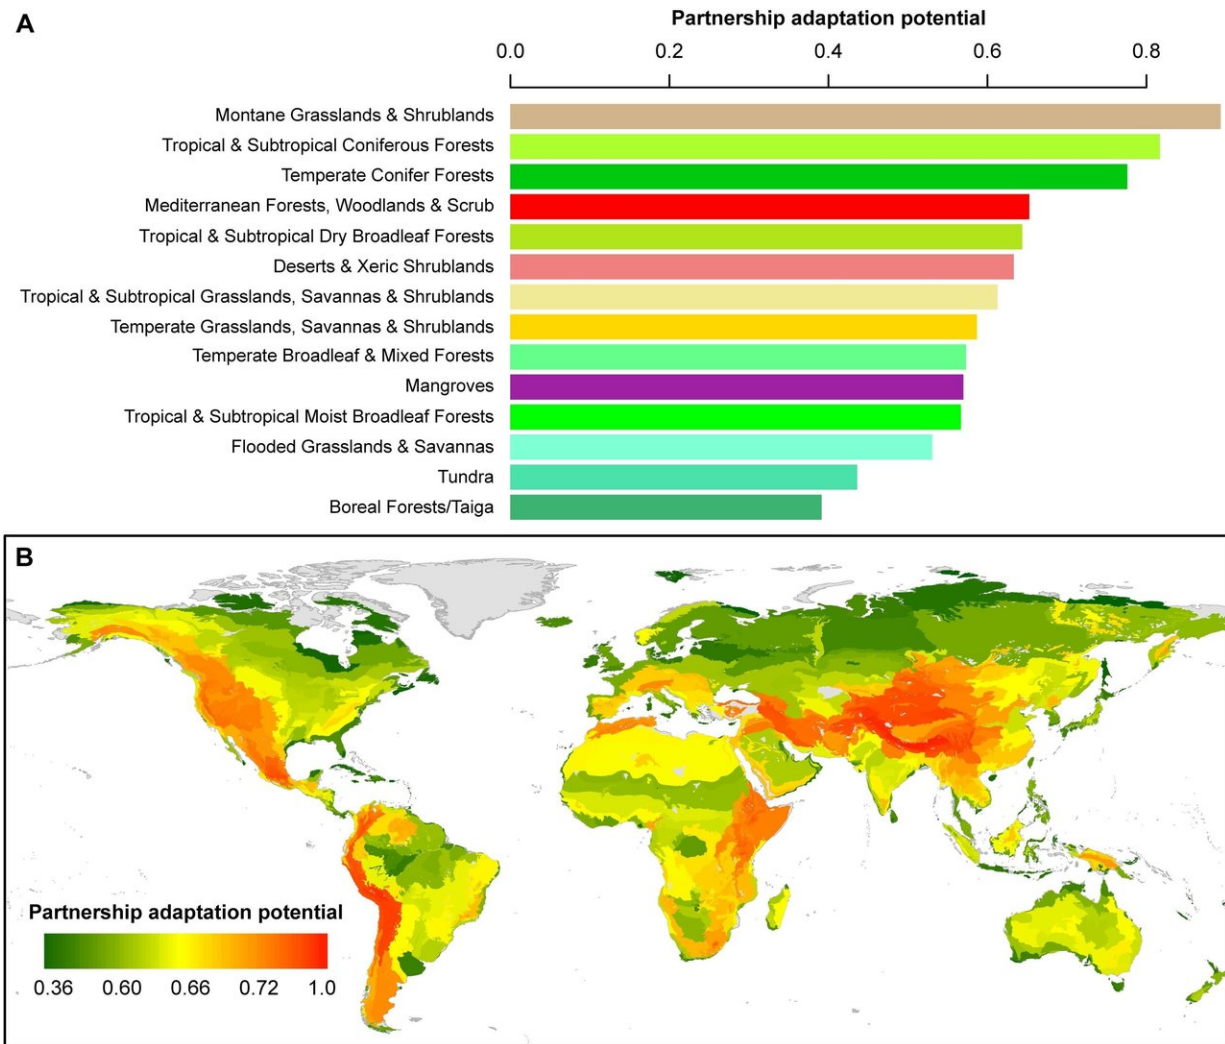 A
Partnership adaptation potential
0.0 0.2 0.4 0.6 0.8
Montane Grasslands & Shrublands
Tropical & Subtropical Coniferous Forests
Temperate Conifer Forests
Mediterranean Forests, Woodlands & Scrub
Tropical & Subtropical Dry Broadleaf Forests
Deserts & Xeric Shrublands
Tropical & Subtropical Grasslands, Savannas & Shrublands
Temperate Grasslands, Savannas & Shrublands
Temperate Broadleaf & Mixed Forests
Mangroves
Tropical & Subtropical Moist Broadleaf Forests
Flooded Grasslands & Savannas
Tundra
Boreal Forests/Taiga
B
Partnership adaptation potential
0.36 0.60 0.66 0.72 1.0